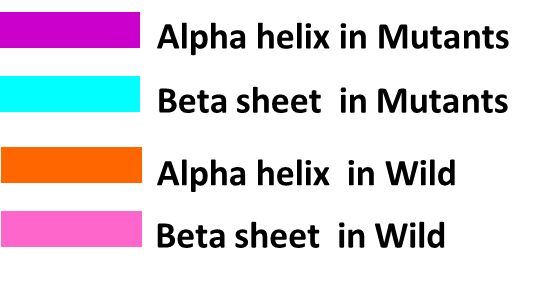 Alpha helix in Mutants
Beta sheet in Mutants
Alpha helix in Wild
Beta sheet in Wild